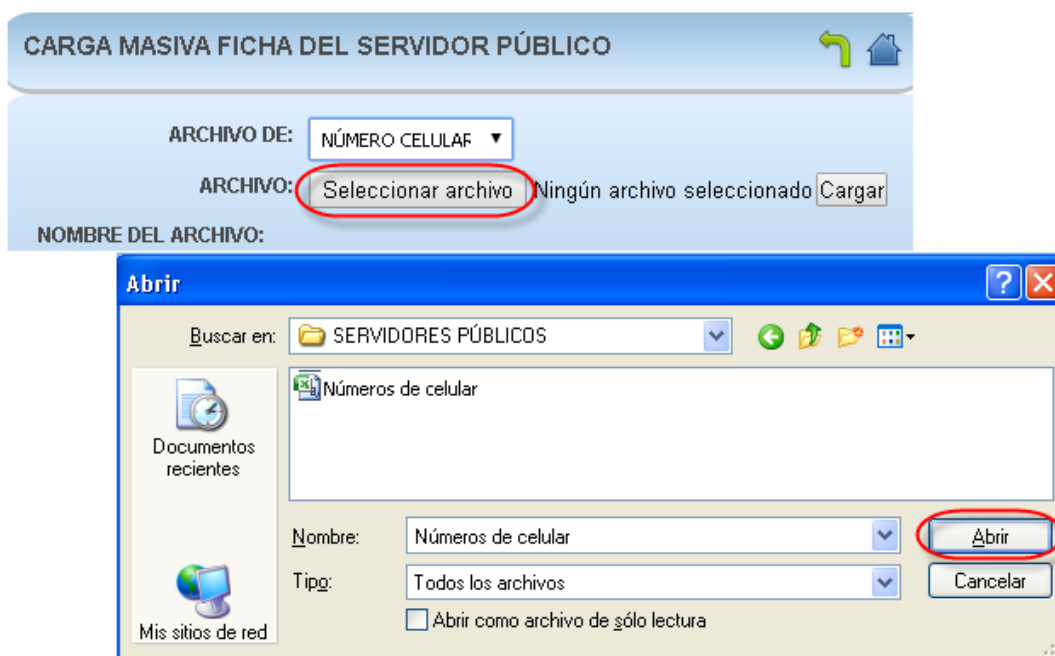 CARGA MASIVA FICHA DEL SERVIDOR PÚBLICO
ARCHIVO DE: NÚMERO CELULAR
ARCHIVO: Seleccionar archivo Ningún archivo seleccionado Cargar
NOMBRE DEL ARCHIVO:
Abrir
Buscar en: SERVIDORES PÚBLICOS
Números de celular
Documentos
recientes
Nombre: Números de celular Abrir
Tipo: Todos los archivos Cancelar
Abrir como archivo de sólo lectura
Mis sitios de red